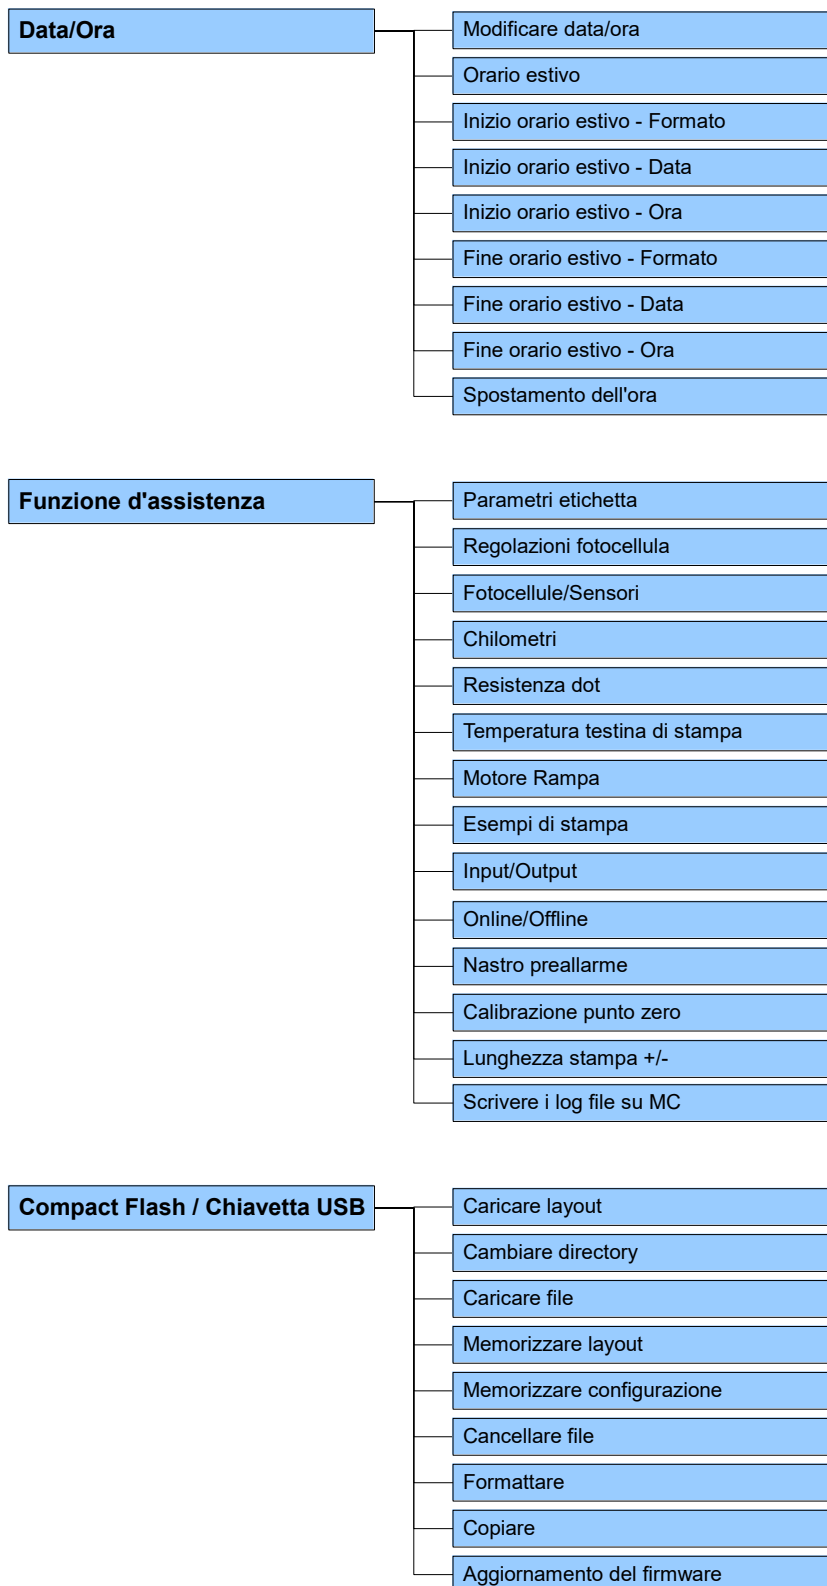 Data/Ora
Modificare data/ora
Orario estivo
Inizio orario estivo - Formato
Inizio orario estivo - Data
Inizio orario estivo - Ora
Fine orario estivo - Formato
Fine orario estivo - Data
Fine orario estivo - Ora
Spostamento dell'ora
Funzione d'assistenza
Parametri etichetta
Regolazioni fotocellula
Fotocellule/Sensori
Chilometri
Resistenza dot
Temperatura testina di stampa
Motore Rampa
Esempi di stampa
Input/Output
Online/Offline
Nastro preallarme
Calibrazione punto zero
Lunghezza stampa +/-
Scrivere i log file su MC
Compact Flash / Chiavetta USB
Caricare layout
Cambiare directory
Caricare file
Memorizzare layout
Memorizzare configurazione
Cancellare file
Formattare
Copiare
Aggiornamento del firmware